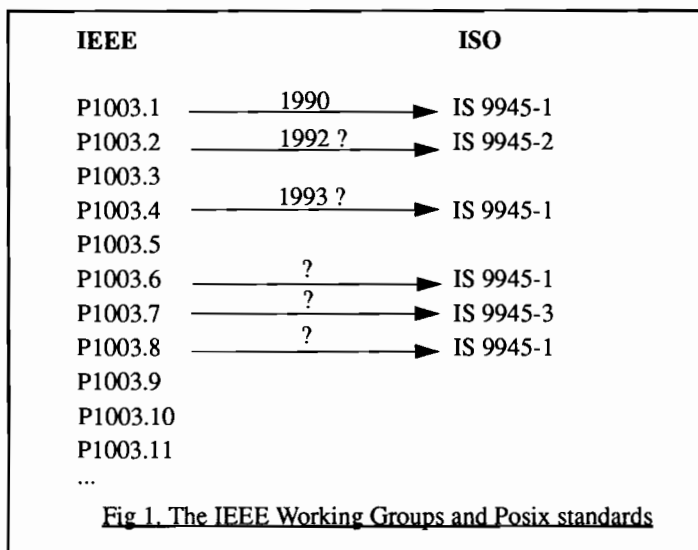 IEEE ISO
P1003.1 1990 IS 9945-1
P1003.2 1992 ? IS 9945-2
P1003.3
P1003.4 1993 ? IS 9945-1
P1003.5
P1003.6 ? IS 9945-1
P1003.7 ? IS 9945-3
P1003.8 ? IS 9945-1
P1003.9
P1003.10
P1003.11
...
Fig 1. The IEEE Working Groups and Posix standards